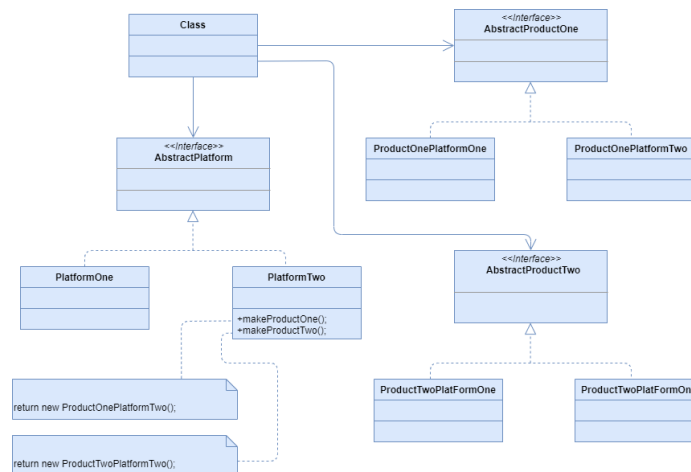 Class
<<Interface>>
AbstractProductOne
<<Interface>>
AbstractPlatform
ProductOnePlatformOne
ProductOnePlatformTwo
<<Interface>>
AbstractProductTwo
PlatformOne
PlatformTwo
+makeProductOne();
+makeProductTwo();
ProductTwoPlatFormOne
ProductTwoPlatFormOn
return new ProductOnePlatformTwo();
return new ProductTwoPlatformTwo();